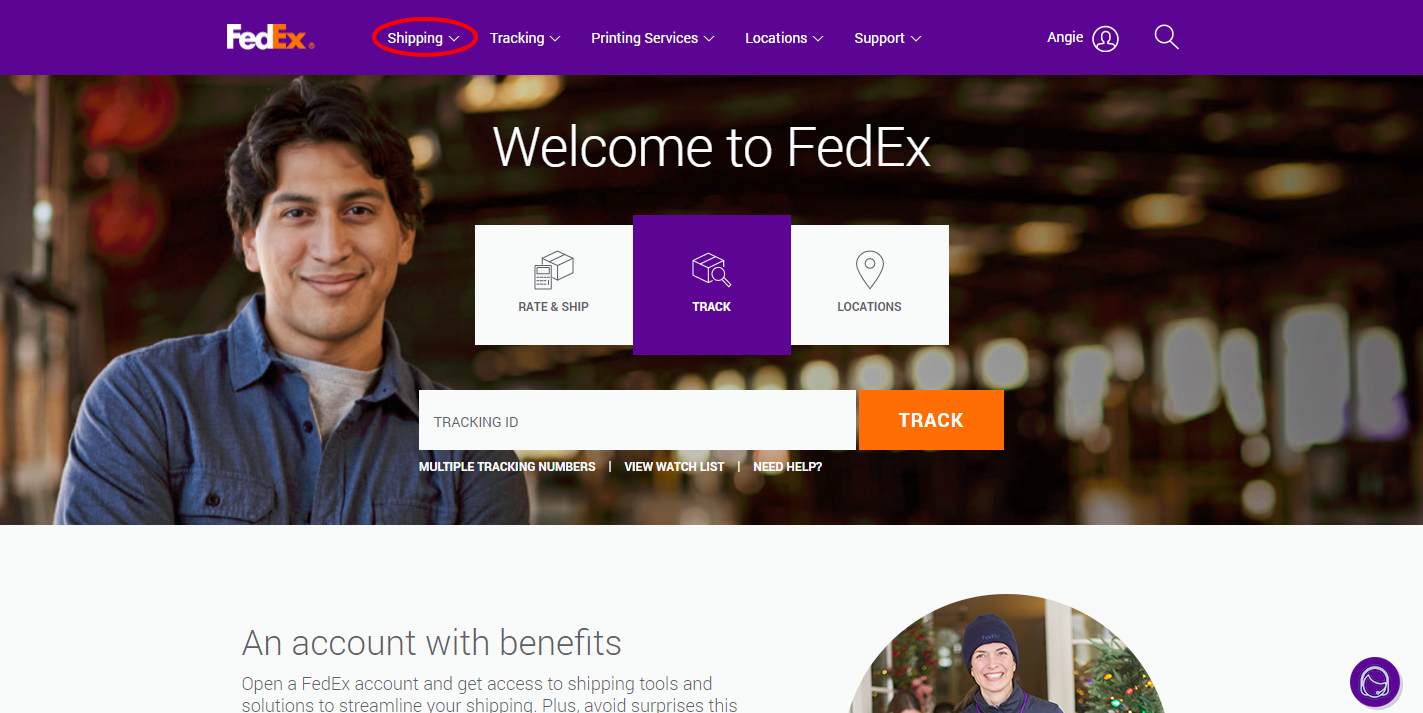 FedEx®
Shipping
Tracking
Printing Services
Locations
Support
Angie
Welcome to FedEx
RATE & SHIP
TRACK
LOCATIONS
TRACKING ID
TRACK
MULTIPLE TRACKING NUMBERS | VIEW WATCH LIST | NEED HELP?
An account with benefits
Open a FedEx account and get access to shipping tools and
solutions to streamline your shipping. Plus, avoid surprises this
FedEx